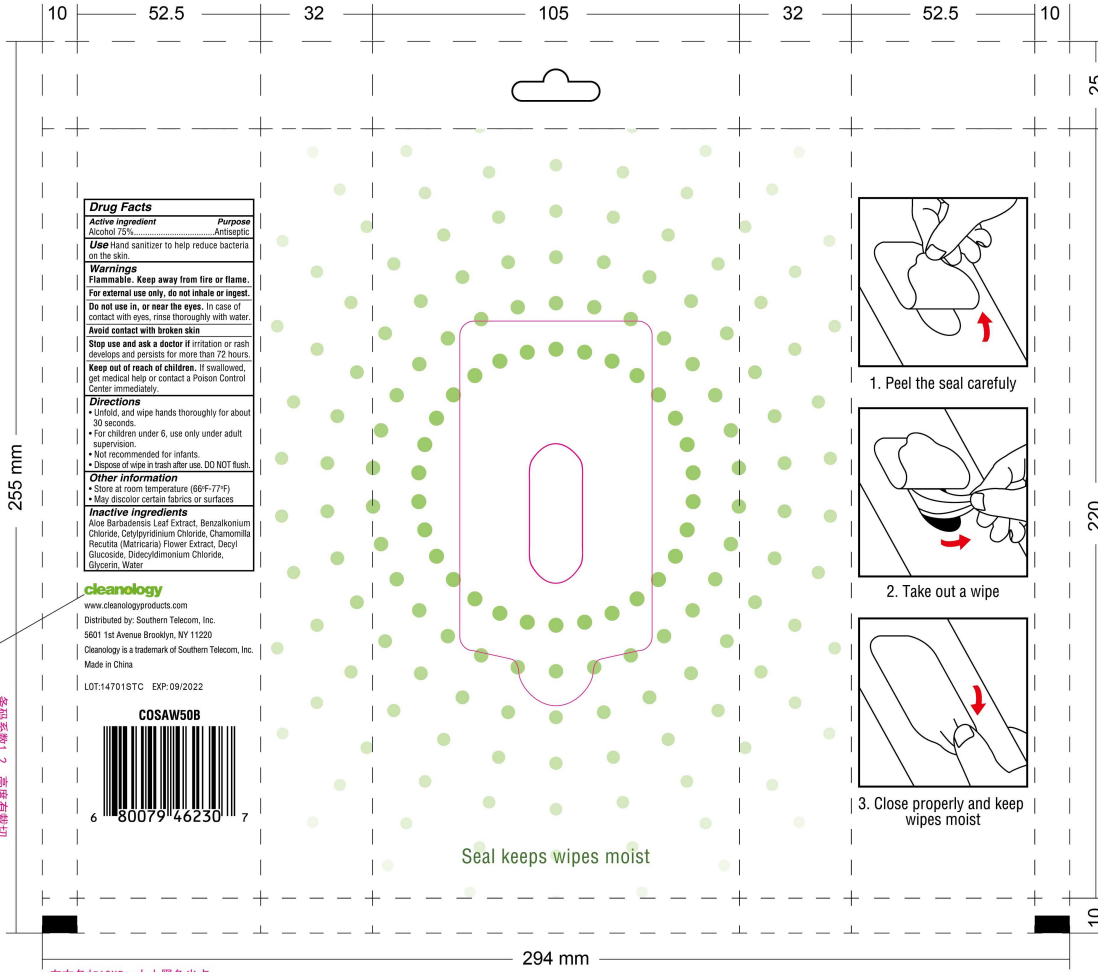 10 52.5 32 105 32 52.5 10
25
Drug Facts
Active ingredient Purpose
Alcohol 75%..................................Antiseptic
Use Hand sanitizer to help reduce bacteria
on the skin.
Warnings
Flammable. Keep away from fire or flame.
For external use only, do not inhale or ingest.
Do not use in, or near the eyes. In case of
contact with eyes, rinse thoroughly with water.
Avoid contact with broken skin
Stop use and ask a doctor if irritation or rash
develops and persists for more than 72 hours.
Keep out of reach of children. If swallowed,
get medical help or contact a Poison Control
Center immediately.
Directions
• Unfold, and wipe hands thoroughly for about
30 seconds.
• For children under 6, use only under adult
supervision.
• Not recommended for infants.
• Dispose of wipe in trash after use. DO NOT flush.
Other information
• Store at room temperature (66ºF-77ºF)
• May discolor certain fabrics or surfaces
Inactive ingredients
Aloe Barbadensis Leaf Extract, Benzalkonium
Chloride, Cetylpyridinium Chloride, Chamomilla
Recutita (Matricaria) Flower Extract, Decyl
Glucoside, Didecyldimonium Chloride,
Glycerin, Water
cleanology
www.cleanologyproducts.com
Distributed by: Southern Telecom, Inc.
5601 1st Avenue Brooklyn, NY 11220
Cleanology is a trademark of Southern Telecom, Inc.
Made in China
LOT:14701STC EXP:09/2022
COSAW50B
6 80079 46230 7
255 mm
Seal keeps wipes moist
1. Peel the seal carefuly
2. Take out a wipe
3. Close properly and keep
wipes moist
220
10
294 mm